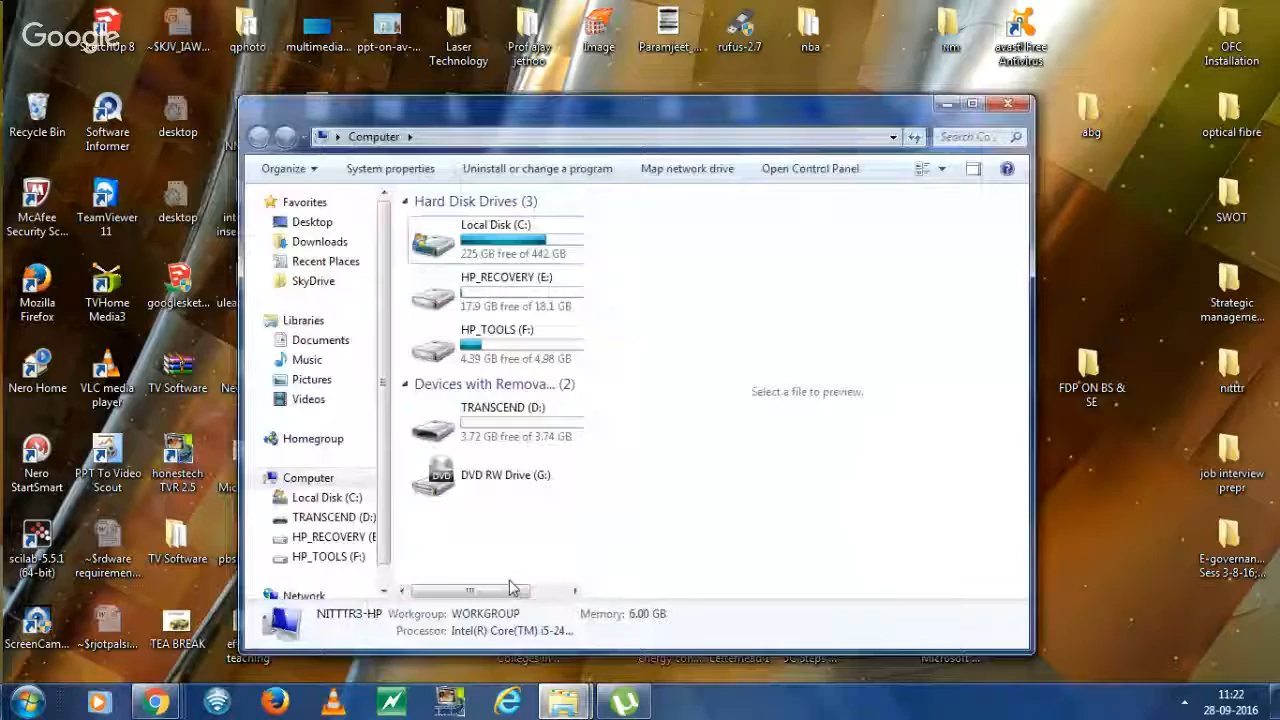 Google
SketchUp 8
~$KJV_IAW...
qphoto
multimedia...
ppt-on-av-...
Laser
Technology
Prof ajay
jethoo
Image
Paramjeet_...
rufus-2.7
nba
nm
avast! Free
Antivirus
OFC
Installation
Recycle Bin
Software
Informer
desktop
abg
optical fibre
McAfee
Security Sc...
TeamViewer
11
desktop
SWOT
Mozilla
Firefox
TVHome
Media3
googlesket...
Strategic
manageme...
Nero Home
VLC media
player
TV Software
FDP ON BS &
SE
nitttr
Nero
StartSmart
PPT To Video
Scout
honestech
TVR 2.5
job interview
prepr
scilab-5.5.1
(64-bit)
~$rdware
requiremen...
TV Software
E-governan...
Sess 3-8-16;...
ScreenCam...
~$rjotpalsi...
TEA BREAK
teaching
Computer
Search Co...
Organize
System properties
Uninstall or change a program
Map network drive
Open Control Panel
Favorites
Desktop
Downloads
Recent Places
SkyDrive
Libraries
Documents
Music
Pictures
Videos
Homegroup
Computer
Local Disk (C:)
TRANSCEND (D:)
HP_RECOVERY (E
HP_TOOLS (F:)
Network
Hard Disk Drives (3)
Local Disk (C:)
225 GB free of 442 GB
HP_RECOVERY (E:)
17.9 GB free of 18.1 GB
HP_TOOLS (F:)
4.39 GB free of 4.98 GB
Devices with Remova... (2)
TRANSCEND (D:)
3.72 GB free of 3.74 GB
DVD RW Drive (G:)
Select a file to preview.
NITTTR3-HP Workgroup: WORKGROUP Memory: 6.00 GB
Processor: Intel(R) Core(TM) i5-24...
11:22
28-09-2016